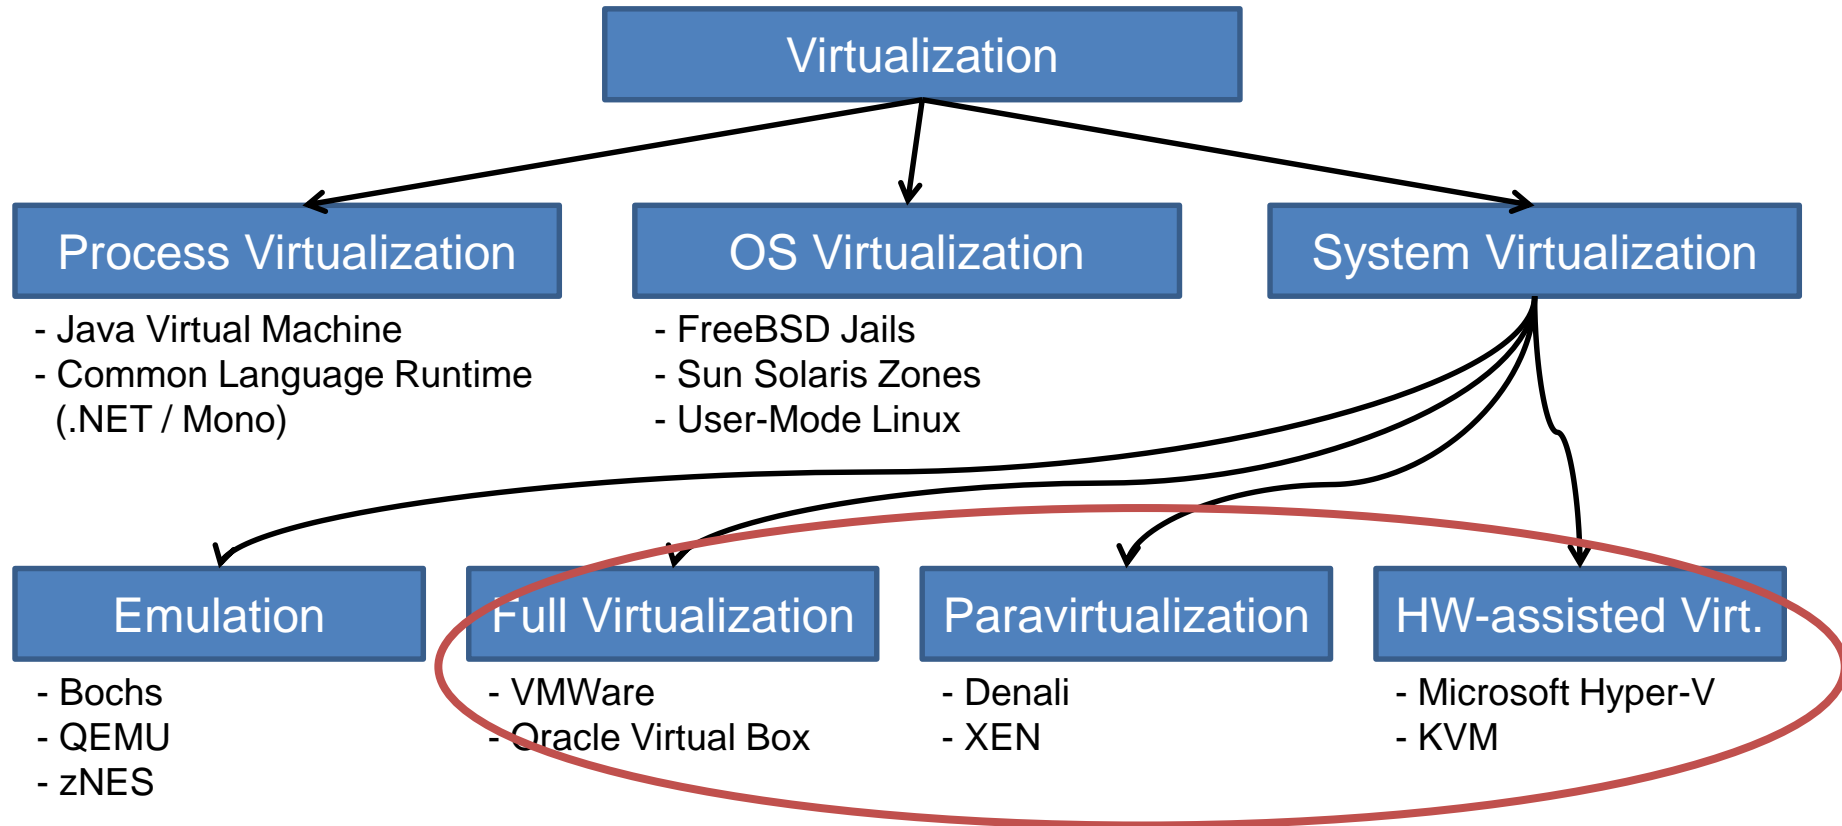 Virtualization
Process Virtualization
- Java Virtual Machine
- Common Language Runtime
(.NET / Mono)
OS Virtualization
- FreeBSD Jails
- Sun Solaris Zones
- User-Mode Linux
System Virtualization
Emulation
- Bochs
- QEMU
- zNES
Full Virtualization
- VMWare
- Oracle Virtual Box
Paravirtualization
- Denali
- XEN
HW-assisted Virt.
- Microsoft Hyper-V
- KVM